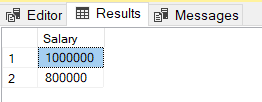 Editor Results Messages
Salary
1 1000000
2 800000